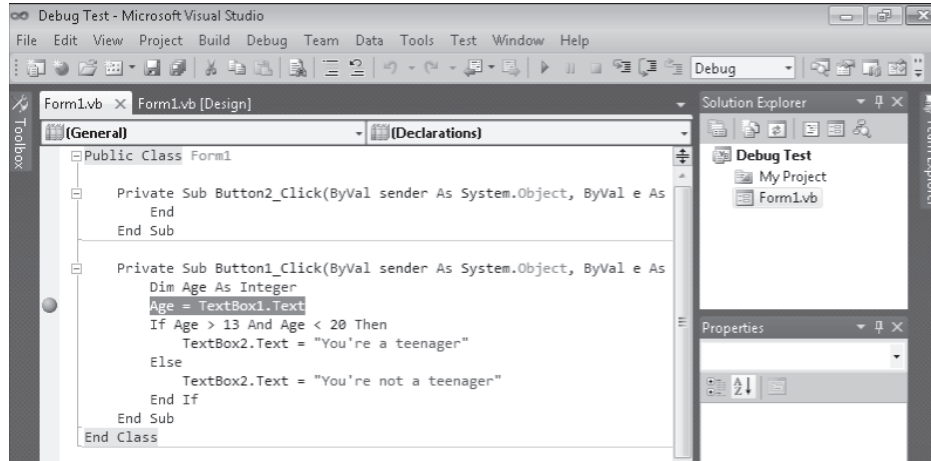 Debug Test - Microsoft Visual Studio
File Edit View Project Build Debug Team Data Tools Test Window Help
Debug
Form1.vb Form1.vb [Design]
Solution Explorer
Toolbox
(General) (Declarations)
Public Class Form1
Private Sub Button2_Click(ByVal sender As System.Object, ByVal e As
End
End Sub
Private Sub Button1_Click(ByVal sender As System.Object, ByVal e As
Dim Age As Integer
Age = TextBox1.Text
If Age > 13 And Age < 20 Then
TextBox2.Text = "You're a teenager"
Else
TextBox2.Text = "You're not a teenager"
End If
End Sub
End Class
Debug Test
My Project
Form1.vb
Team Explorer
Properties